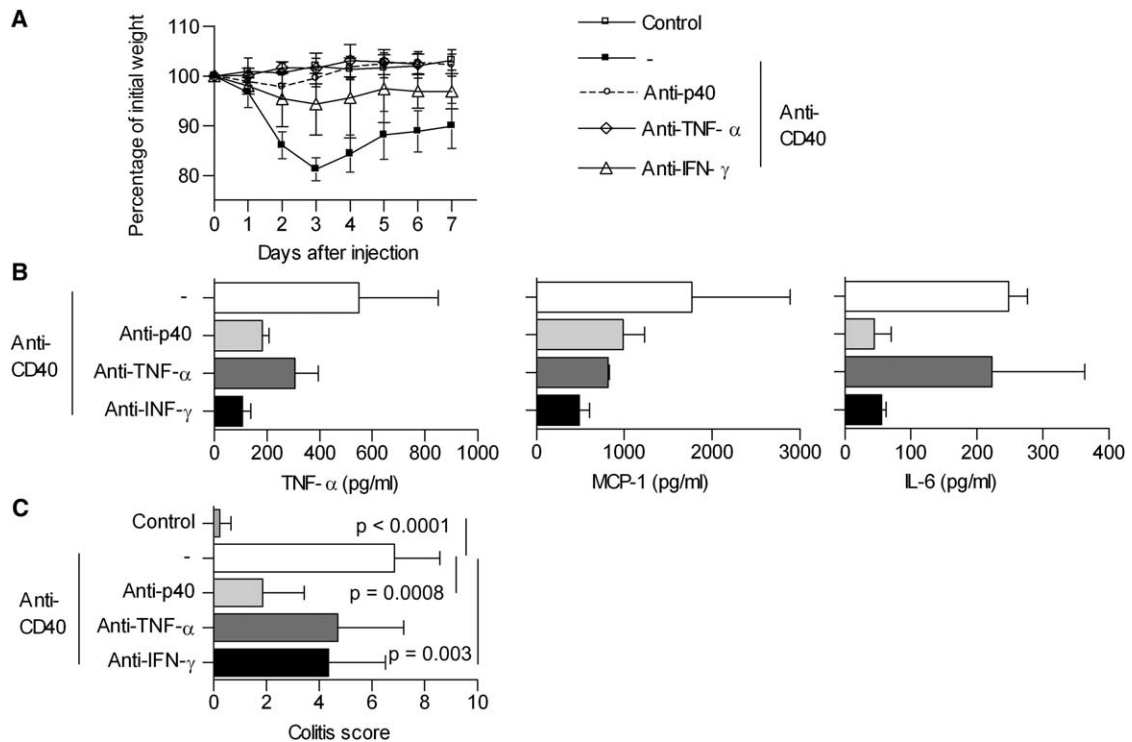 A
Percentage of initial weight
110
100
90
80
0 1 2 3 4 5 6 7
Days after injection
Control
-
Anti-p40
Anti-TNF- α
Anti-IFN- γ
Anti-
CD40
B
Anti-
CD40
-
Anti-p40
Anti-TNF-α
Anti-INF-γ
0 200 400 600 800 1000
TNF- α (pg/ml)
0 1000 2000 3000
MCP-1 (pg/ml)
0 100 200 300 400
IL-6 (pg/ml)
C
Control
-
Anti-p40
Anti-TNF-α
Anti-IFN-γ
Anti-
CD40
p < 0.0001
p = 0.0008
p = 0.003
0 2 4 6 8 10
Colitis score